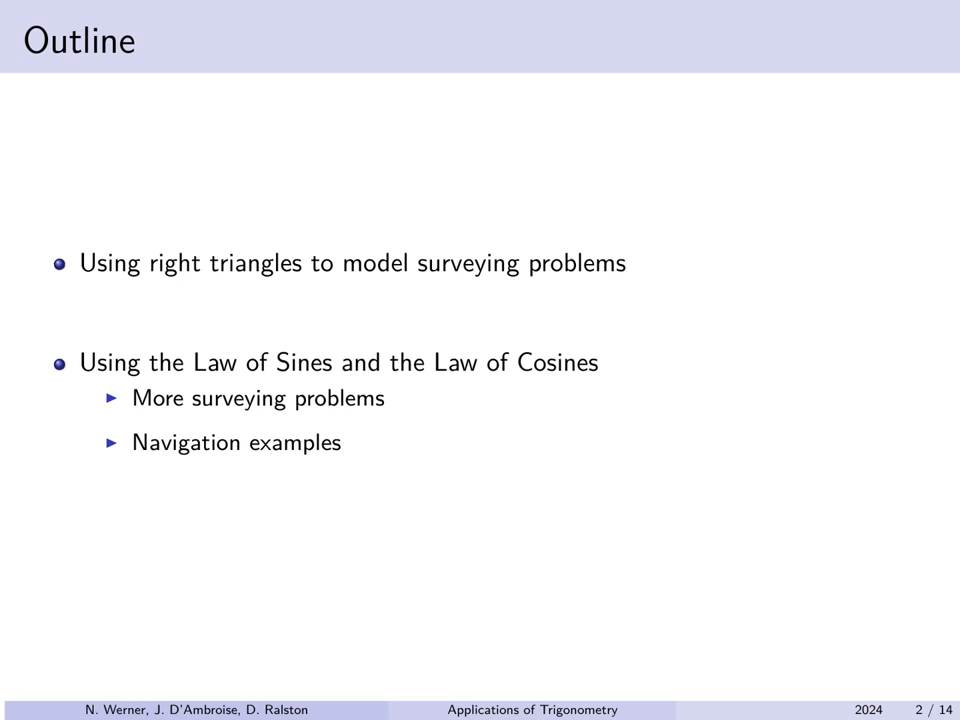 Outline
Using right triangles to model surveying problems
Using the Law of Sines and the Law of Cosines
More surveying problems
Navigation examples
N. Werner, J. D'Ambroise, D. Ralston
Applications of Trigonometry
2024
2 / 14